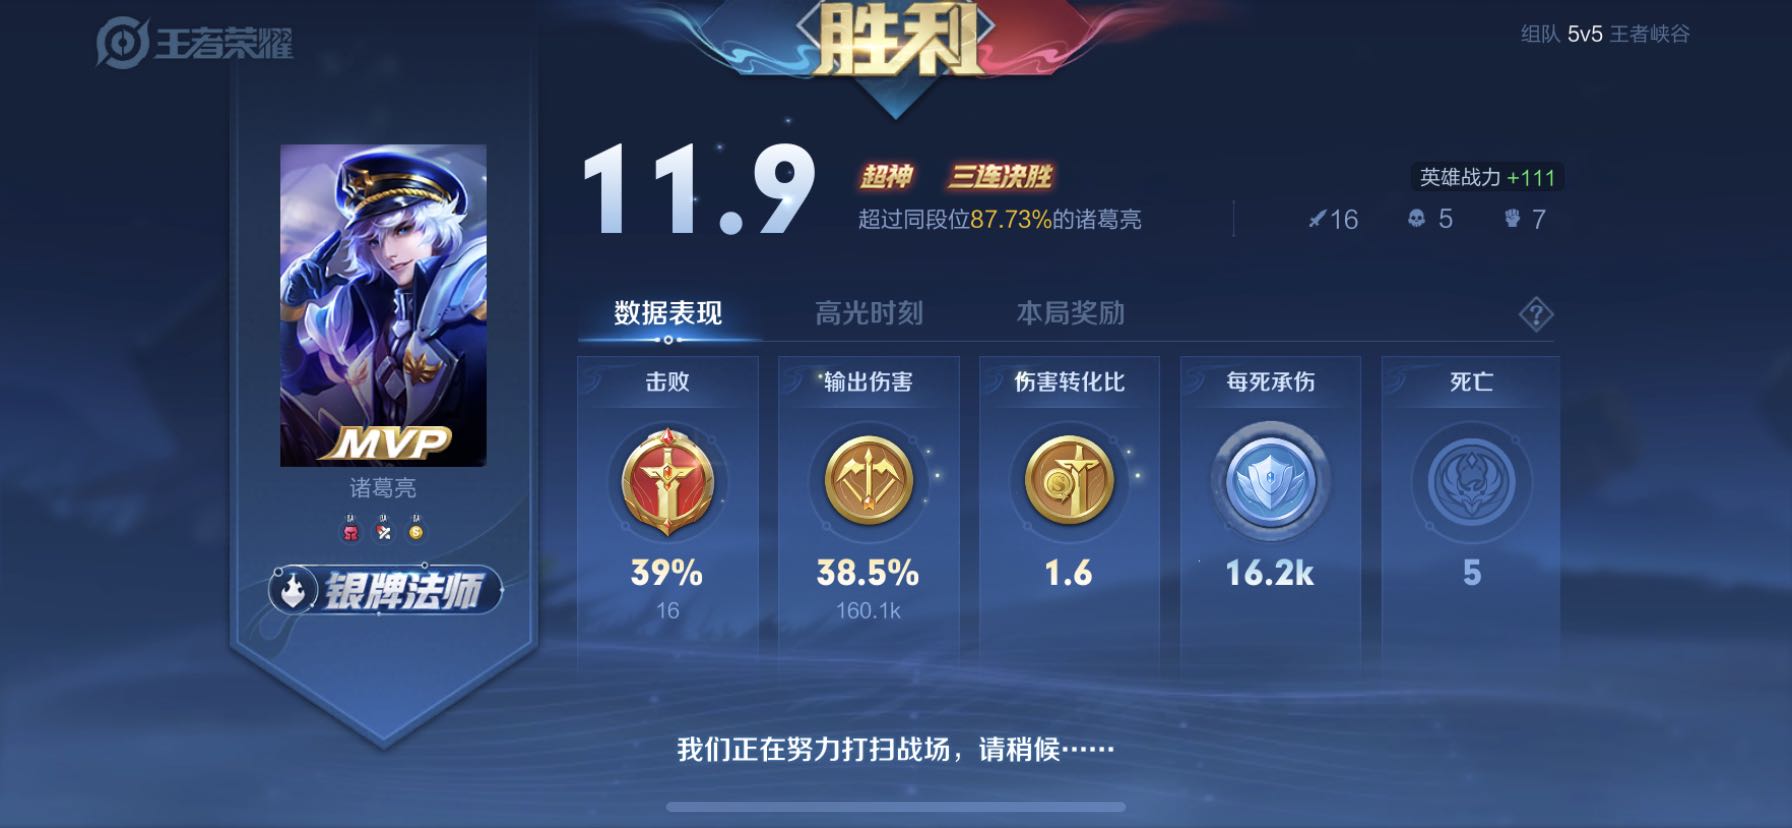 王者荣耀
胜利
组队 5v5 王者峡谷
11.9
超神 三连决胜
超过同段位87.73%的诸葛亮
英雄战力 +111
16 5 7
MVP
诸葛亮
银牌法师
数据表现 高光时刻 本局奖励
?
击败 输出伤害 伤害转化比 每死承伤 死亡
39% 38.5% 1.6 16.2k 5
16 160.1k
我们正在努力打扫战场，请稍候······